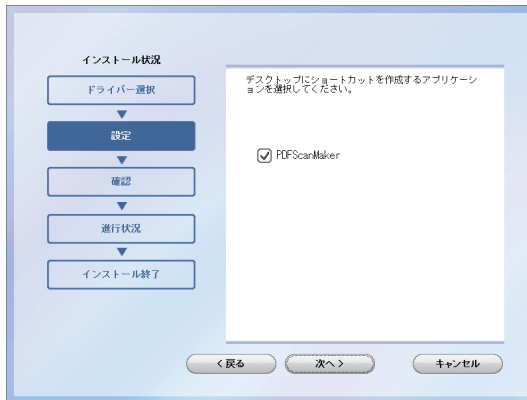 インストール状況
ドライバー選択
設定
確認
進行状況
インストール終了
デスクトップにショートカットを作成するアプリケーシ
ョンを選択してください。
PDFScanMaker
< 戻る
次へ >
キャンセル